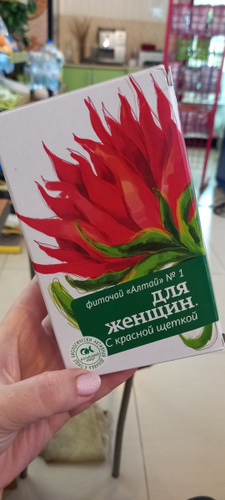 фиточай «Алтай» № 1
для
женщин.
С красной щеткой